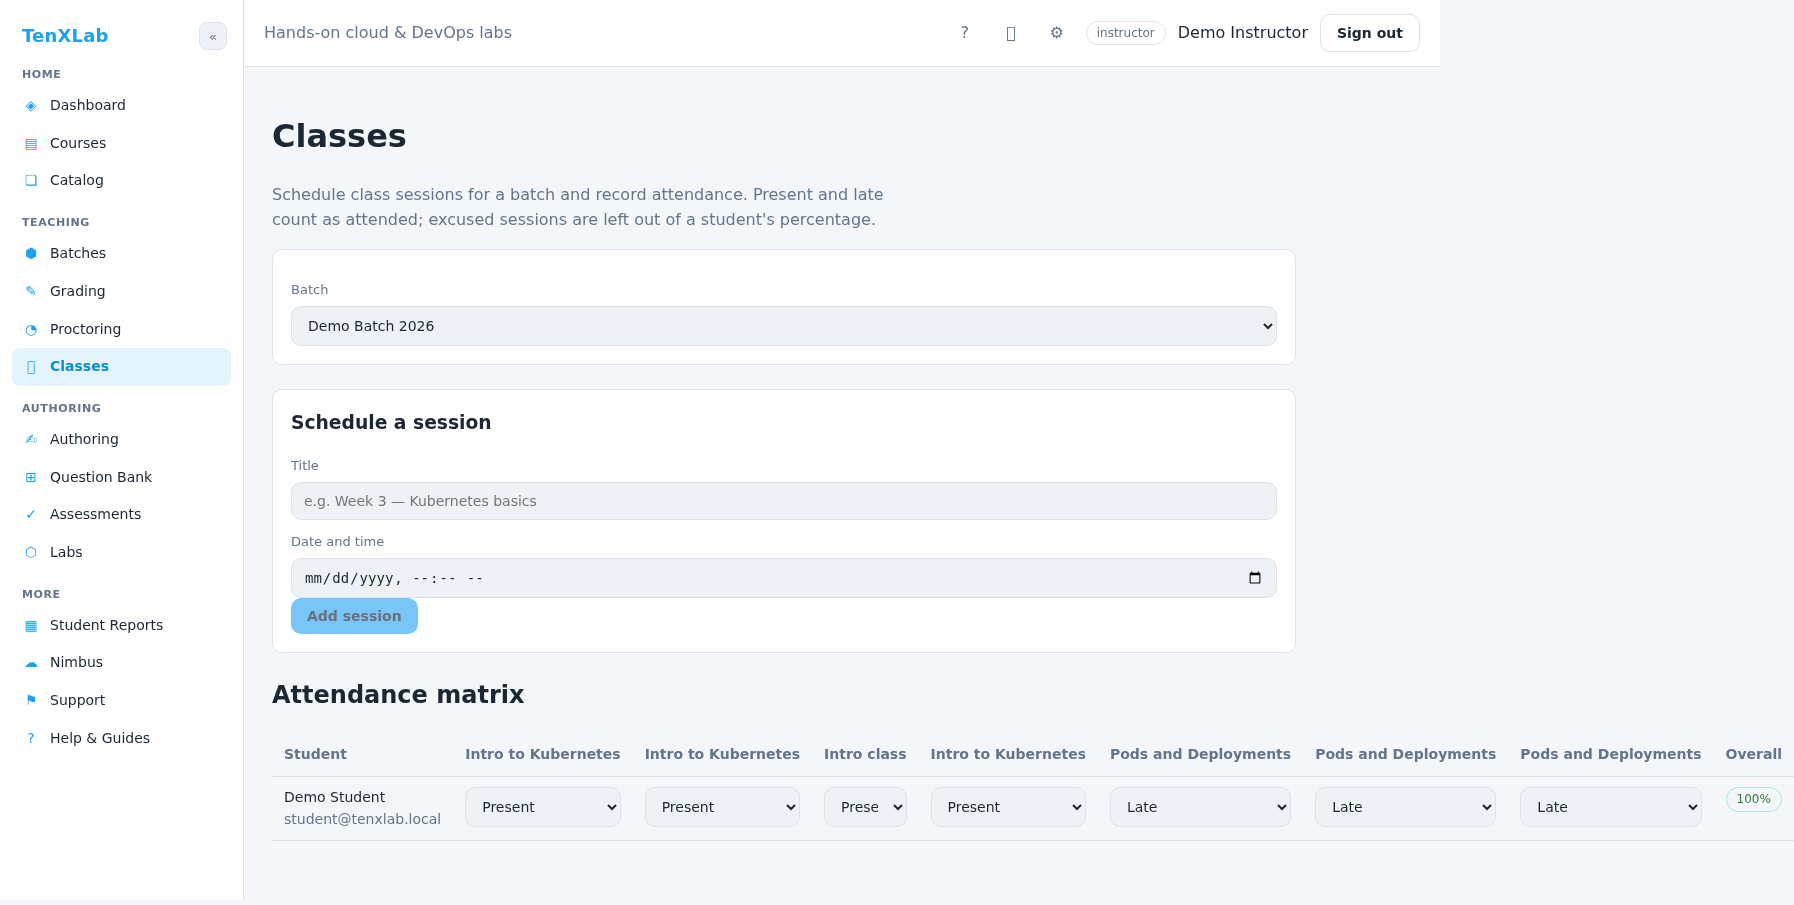 TenXLab
«
Hands-on cloud & DevOps labs
?
instructor
Demo Instructor
Sign out
HOME
Dashboard
Courses
Catalog
TEACHING
Batches
Grading
Proctoring
Classes
AUTHORING
Authoring
Question Bank
Assessments
Labs
MORE
Student Reports
Nimbus
Support
? Help & Guides
Classes
Schedule class sessions for a batch and record attendance. Present and late
count as attended; excused sessions are left out of a student's percentage.
Batch
Demo Batch 2026
Schedule a session
Title
e.g. Week 3 — Kubernetes basics
Date and time
mm/dd/yyyy, --:-- --
Add session
Attendance matrix
Student Intro to Kubernetes Intro to Kubernetes Intro class Intro to Kubernetes Pods and Deployments Pods and Deployments Pods and Deployments Overall
Demo Student Present Present Prese Present Late Late Late 100%
student@tenxlab.local